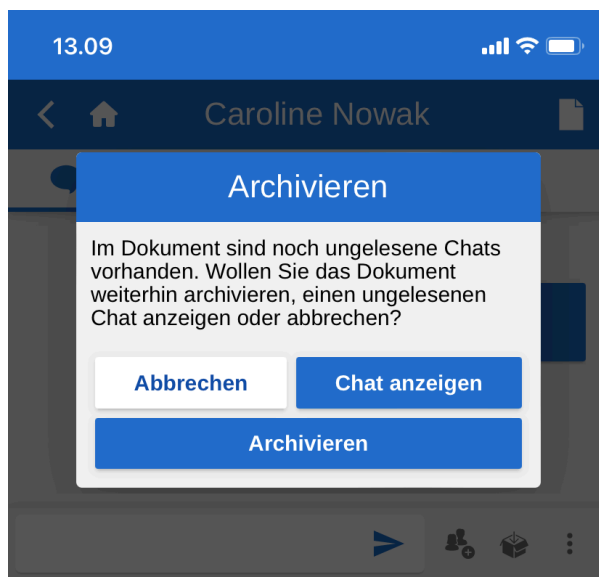 13.09
Caroline Nowak
Archivieren
Im Dokument sind noch ungelesene Chats
vorhanden. Wollen Sie das Dokument
weiterhin archivieren, einen ungelesenen
Chat anzeigen oder abbrechen?
Abbrechen
Chat anzeigen
Archivieren